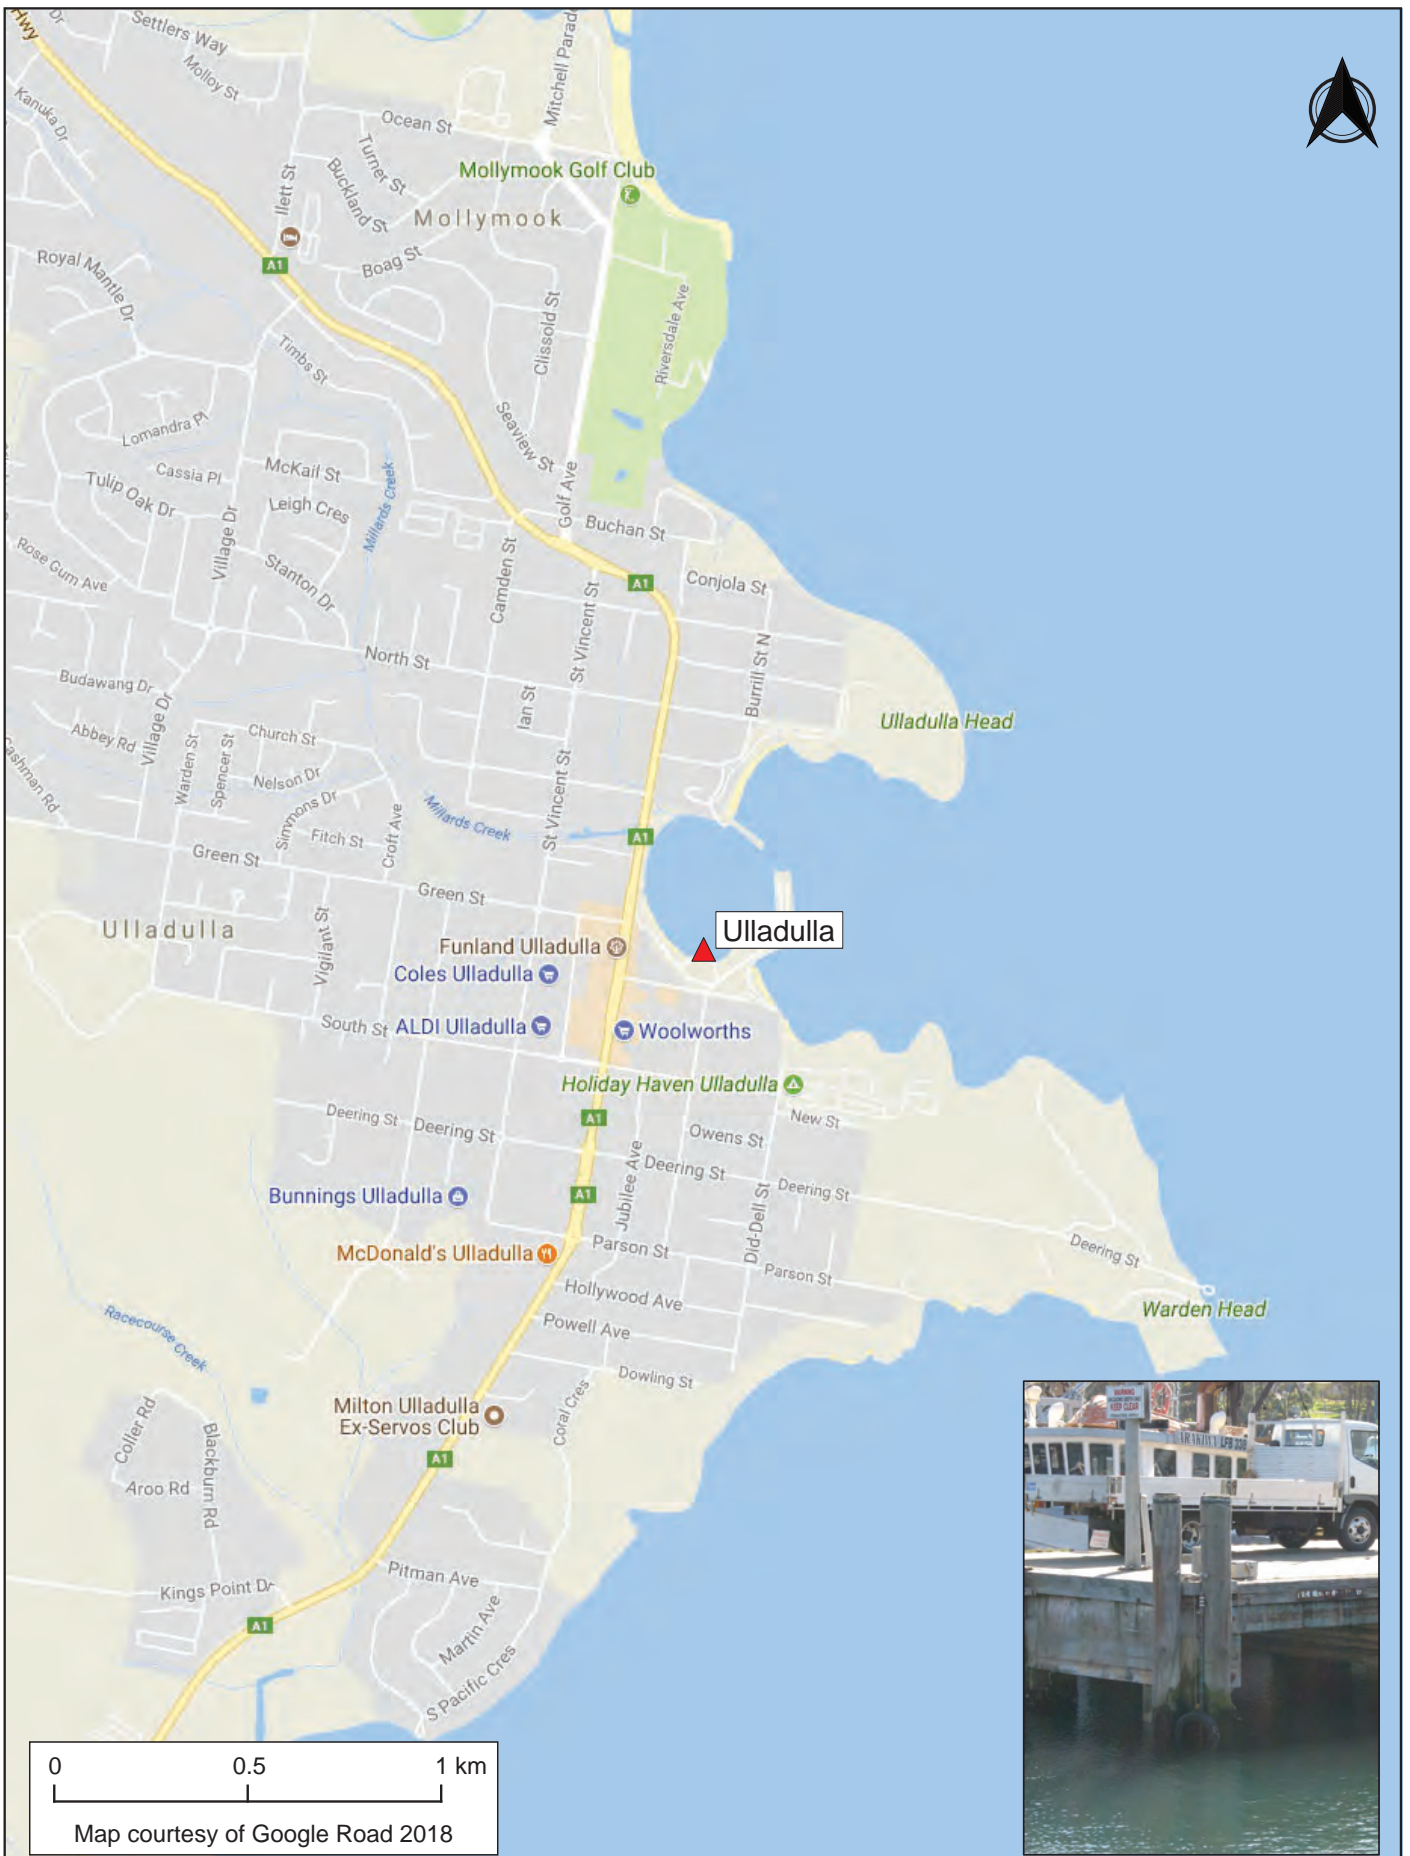 Hwy
Dr
Settlers Way
Molloy St
Kanuka Dr
Mitchell Parad
Ocean St
Turner St
Buckland St
Ilett St
Mollymook Golf Club
Mollymook
A1
Boag St
Royal Mantle Dr
Clissold St
Riversdale Ave
Timbs St
Seaview St
Lomandra Pl
Cassia Pl
McKail St
Tulip Oak Dr
Leigh Cres
Millards Creek
Golf Ave
Buchan St
Village Dr
Rose Gum Ave
Stanton Dr
Camden St
St Vincent St
A1
Conjola St
North St
Burrill St N
Budawang Dr
Village Dr
Ian St
Ulladulla Head
Abbey Rd
Church St
Warden St
Spencer St
Cashman Rd
Nelson Dr
Simmons Dr
St Vincent St
Millards Creek
Fitch St
Croft Ave
A1
Green St
Green St
Ulladulla
Vigilant St
Funland Ulladulla
Ulladulla
Coles Ulladulla
South St
ALDI Ulladulla
Woolworths
Holiday Haven Ulladulla
Deering St
Deering St
A1
New St
Owens St
Jubilee Ave
Deering St
Deering St
Bunnings Ulladulla
A1
Did-Dell St
McDonald's Ulladulla
Parson St
Parson St
Deering St
Hollywood Ave
Warden Head
Powell Ave
Racecourse Creek
Dowling St
Coral Cres
Milton Ulladulla
Ex-Servos Club
Coller Rd
Blackburn Rd
A1
Aroo Rd
Pitman Ave
Kings Point Dr
Martin Ave
A1
S Pacific Cres
WARNING
KEEP CLEAR
LFB 338
0 0.5 1 km
Map courtesy of Google Road 2018